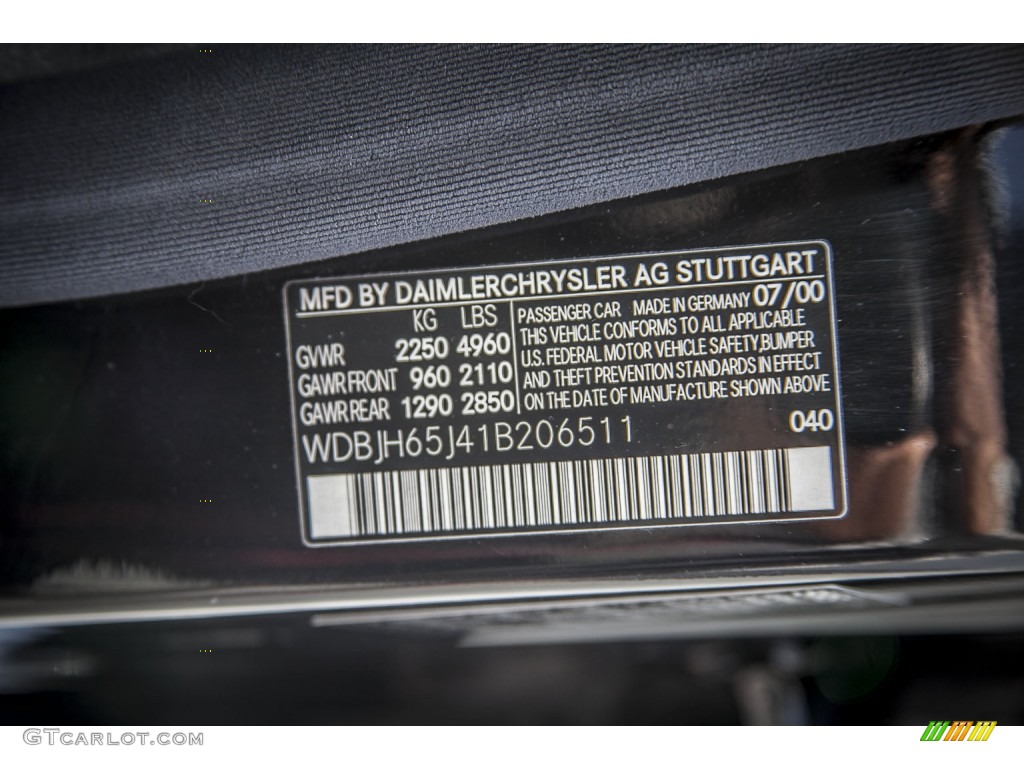 MFD BY DAIMLERCHRYSLER AG STUTTGART
KG LBS
GVWR 2250 4960
GAWR FRONT 960 2110
GAWR REAR 1290 2850
PASSENGER CAR MADE IN GERMANY 07/00
THIS VEHICLE CONFORMS TO ALL APPLICABLE
U.S. FEDERAL MOTOR VEHICLE SAFETY,BUMPER
AND THEFT PREVENTION STANDARDS IN EFFECT
ON THE DATE OF MANUFACTURE SHOWN ABOVE
WDBJH65J41B206511 040
GTCarlot.com